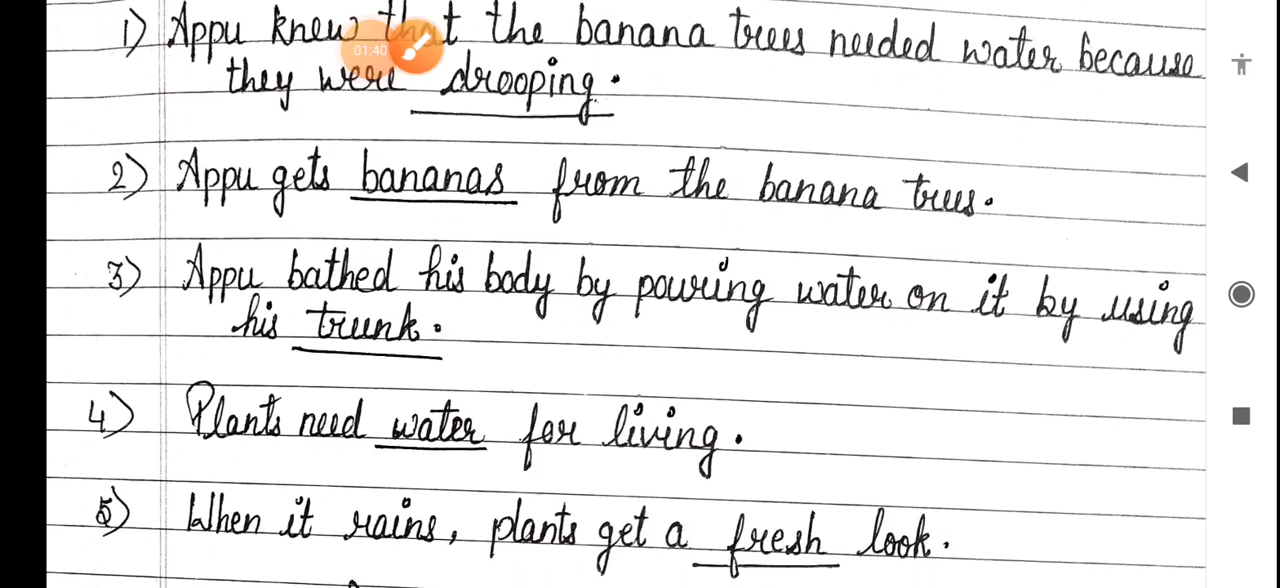 1) Appu knew that the banana trees needed water because
01:40
they were drooping.
2) Appu gets bananas from the banana trees.
3) Appu bathed his body by pouring water on it by using
his trunk.
4) Plants need water for living.
5) When it rains, plants get a fresh look.